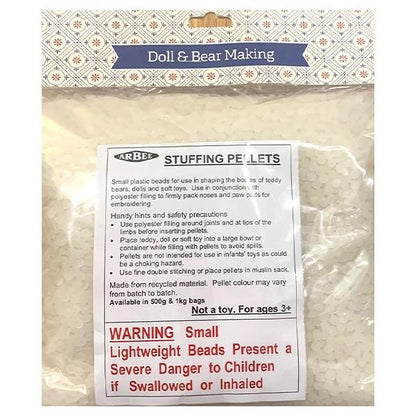 Doll & Bear Making
ARBEE STUFFING PELLETS
Small plastic beads for use in shaping the bodies of teddy
bears, dolls and soft toys. Use in conjunction with
polyester filling to firmly pack noses and paw pads for
embroidering.
Handy hints and safety precautions
• Use polyester filling around joints and at tips of the
limbs before inserting pellets.
• Place teddy, doll or soft toy into a large bowl or
container while filling with pellets to avoid spills.
• Pellets are not intended for use in infants' toys as could
be a choking hazard.
• Use fine double stitching or place pellets in muslin sack.
Made from recycled material. Pellet colour may vary
from batch to batch.
Available in 500g & 1kg bags
Not a toy. For ages 3+
WARNING Small
Lightweight Beads Present a
Severe Danger to Children
if Swallowed or Inhaled